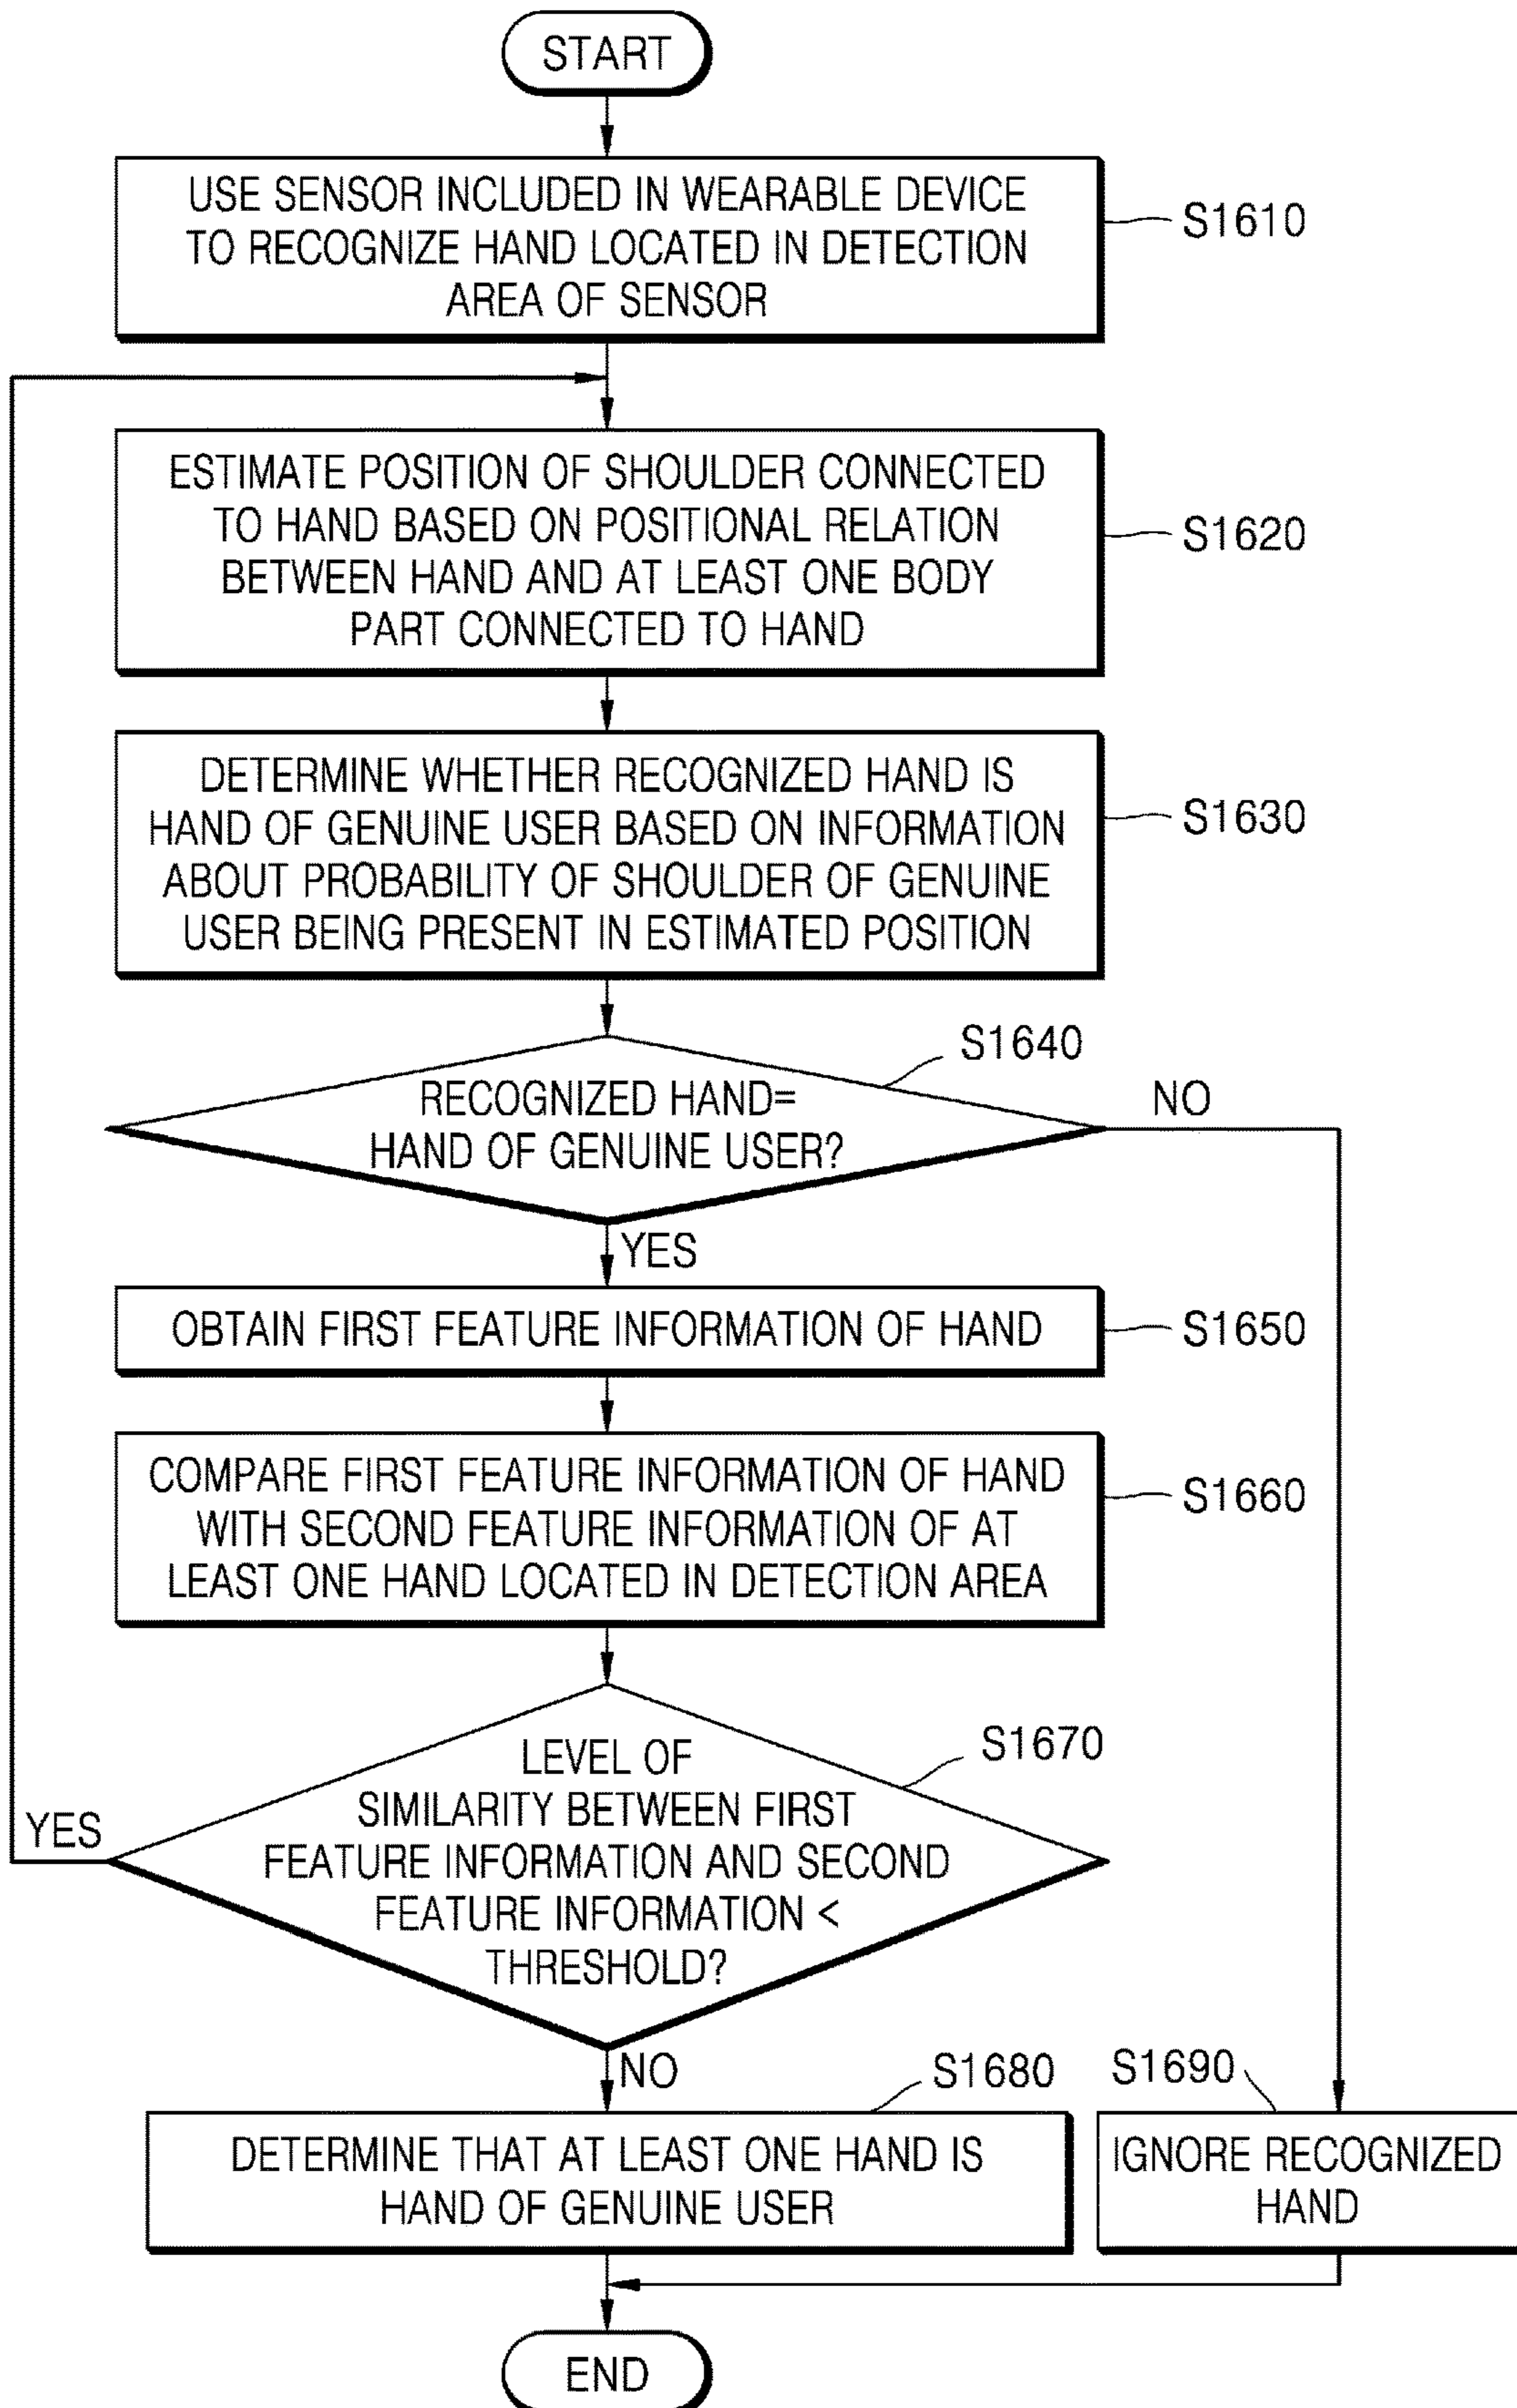 START
USE SENSOR INCLUDED IN WEARABLE DEVICE
TO RECOGNIZE HAND LOCATED IN DETECTION
AREA OF SENSOR
S1610
ESTIMATE POSITION OF SHOULDER CONNECTED
TO HAND BASED ON POSITIONAL RELATION
BETWEEN HAND AND AT LEAST ONE BODY
PART CONNECTED TO HAND
S1620
DETERMINE WHETHER RECOGNIZED HAND IS
HAND OF GENUINE USER BASED ON INFORMATION
ABOUT PROBABILITY OF SHOULDER OF GENUINE
USER BEING PRESENT IN ESTIMATED POSITION
S1630
S1640
RECOGNIZED HAND=
HAND OF GENUINE USER?
NO
YES
OBTAIN FIRST FEATURE INFORMATION OF HAND
S1650
COMPARE FIRST FEATURE INFORMATION OF HAND
WITH SECOND FEATURE INFORMATION OF AT
LEAST ONE HAND LOCATED IN DETECTION AREA
S1660
S1670
LEVEL OF
SIMILARITY BETWEEN FIRST
FEATURE INFORMATION AND SECOND
FEATURE INFORMATION <
THRESHOLD?
YES
NO
S1680
DETERMINE THAT AT LEAST ONE HAND IS
HAND OF GENUINE USER
S1690
IGNORE RECOGNIZED
HAND
END